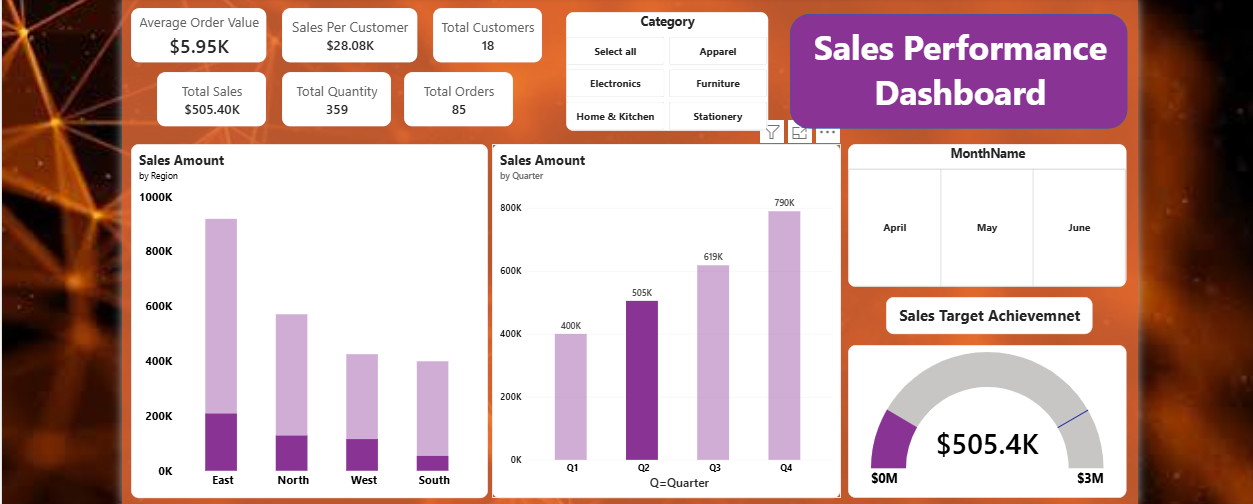 Average Order Value
$5.95K
Sales Per Customer
$28.08K
Total Customers
18
Total Sales
$505.40K
Total Quantity
359
Total Orders
85
Category
Select all
Apparel
Electronics
Furniture
Home & Kitchen
Stationery
Sales Performance
Dashboard
Sales Amount
by Region
1000K
800K
600K
400K
200K
0K
East
North
West
South
Sales Amount
by Quarter
800K
600K
400K
200K
0K
400K
505K
619K
790K
Q1
Q2
Q3
Q4
Q=Quarter
MonthName
April
May
June
Sales Target Achievemnet
$505.4K
$0M
$3M